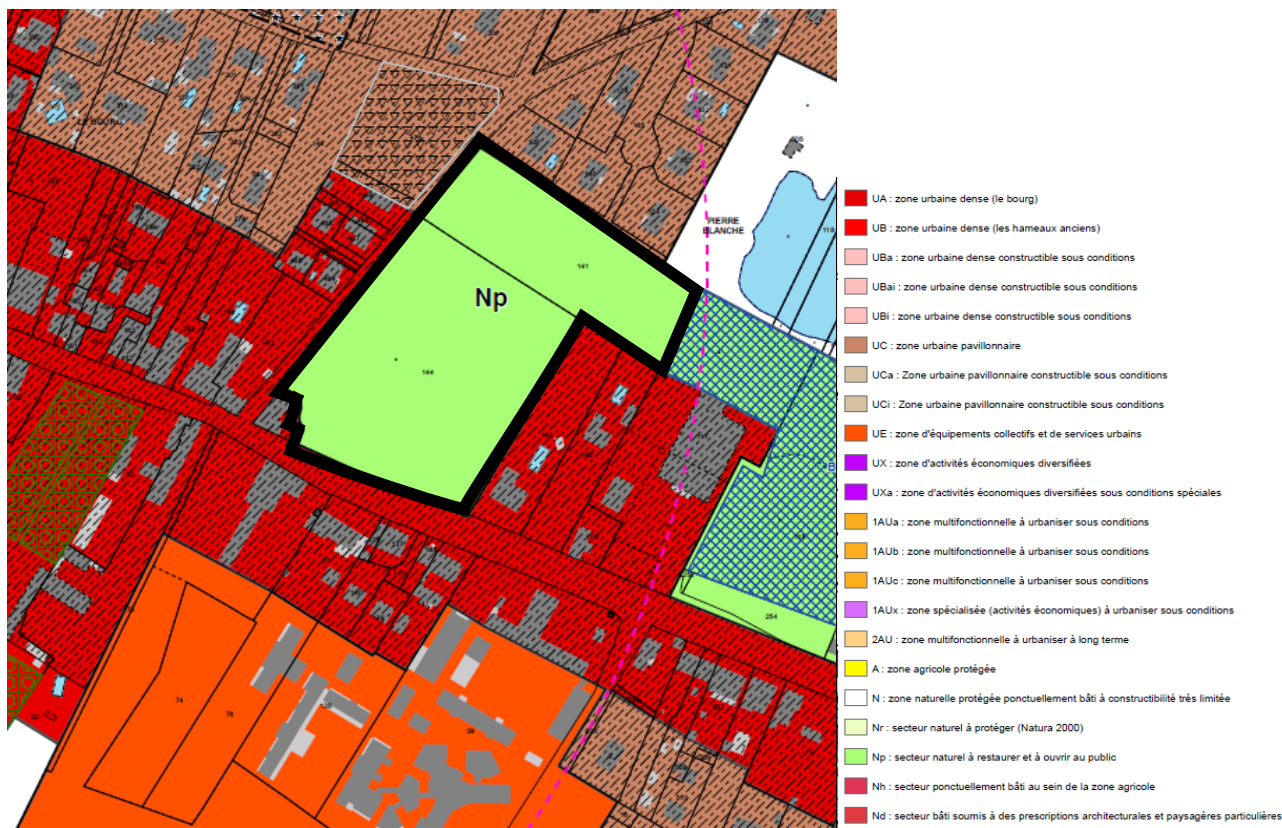 LE BOURG
PIERRE
BLANCHE
118
141
Np
144
254
74
78
UA : zone urbaine dense (le bourg)
UB : zone urbaine dense (les hameaux anciens)
UBa : zone urbaine dense constructible sous conditions
UBai : zone urbaine dense constructible sous conditions
UBi : zone urbaine dense constructible sous conditions
UC : zone urbaine pavillonnaire
UCa : Zone urbaine pavillonnaire constructible sous conditions
UCi : Zone urbaine pavillonnaire constructible sous conditions
UE : zone d'équipements collectifs et de services urbains
UX : zone d'activités économiques diversifiées
UXa : zone d'activités économiques diversifiées sous conditions spéciales
1AUa : zone multifonctionnelle à urbaniser sous conditions
1AUb : zone multifonctionnelle à urbaniser sous conditions
1AUc : zone multifonctionnelle à urbaniser sous conditions
1AUx : zone spécialisée (activités économiques) à urbaniser sous conditions
2AU : zone multifonctionnelle à urbaniser à long terme
A : zone agricole protégée
N : zone naturelle protégée ponctuellement bâti à constructibilité très limitée
Nr : secteur naturel à protéger (Natura 2000)
Np : secteur naturel à restaurer et à ouvrir au public
Nh : secteur ponctuellement bâti au sein de la zone agricole
Nd : secteur bâti soumis à des prescriptions architecturales et paysagères particulières